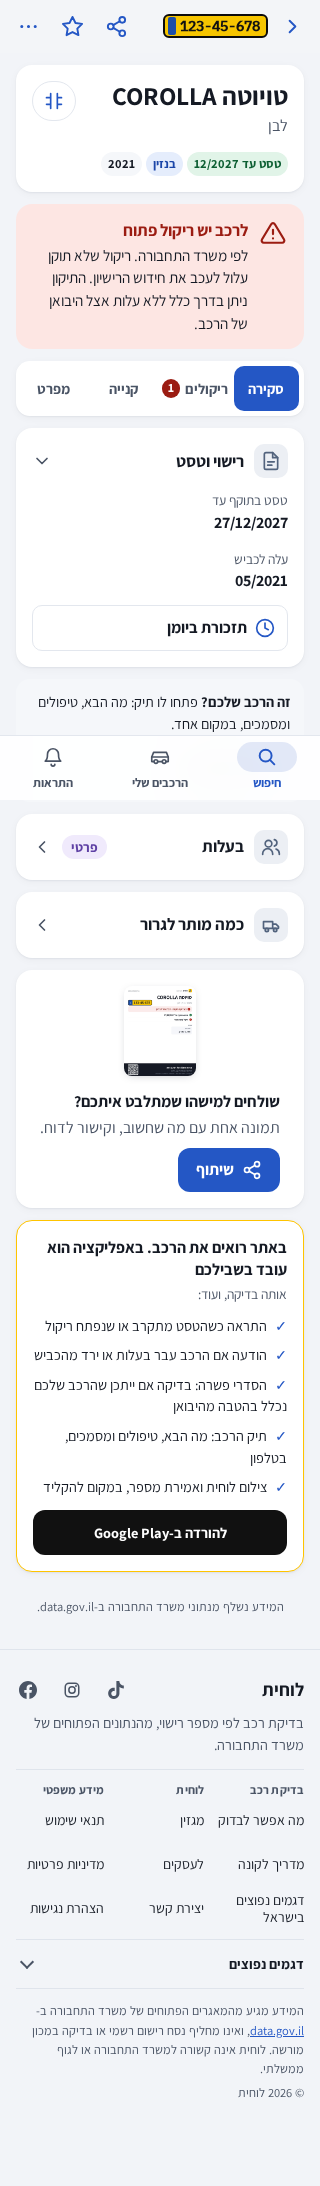 123-45-678
טויוטה COROLLA
לבן
טסט עד 12/2027
בנזין
2021
לרכב יש ריקול פתוח
לפי משרד התחבורה. ריקול שלא תוקן
עלול לעכב את חידוש הרישיון. התיקון
ניתן בדרך כלל ללא עלות אצל היבואן
של הרכב.
סקירה
ריקולים 1
קנייה
מפרט
רישוי וטסט
טסט בתוקף עד
27/12/2027
עלה לכביש
05/2021
תזכורת ביומן
זה הרכב שלכם? פתחו לו תיק: מה הבא, טיפולים
ומסמכים, במקום אחד.
חיפוש
הרכבים שלי
התראות
בעלות
פרטי
כמה מותר לגרור
שולחים למישהו שמתלבט איתכם?
תמונה אחת עם מה שחשוב, וקישור לדוח.
שיתוף
באתר רואים את הרכב. באפליקציה הוא
עובד בשבילכם
אותה בדיקה, ועוד:
✓ התראה כשהטסט מתקרב או שנפתח ריקול
✓ הודעה אם הרכב עבר בעלות או ירד מהכביש
✓ הסדרי פשרה: בדיקה אם ייתכן שהרכב שלכם
נכלל בהטבה מהיבואן
✓ תיק הרכב: מה הבא, טיפולים ומסמכים,
בטלפון
✓ צילום לוחית ואמירת מספר, במקום להקליד
להורדה ב-Google Play
המידע נשלף מנתוני משרד התחבורה ב-data.gov.il.
לוחית
בדיקת רכב לפי מספר רישוי, מהנתונים הפתוחים של
משרד התחבורה.
בדיקת רכב
לוחית
מידע משפטי
מה אפשר לבדוק
מגזין
תנאי שימוש
מדריך לקונה
לעסקים
מדיניות פרטיות
דגמים נפוצים
בישראל
יצירת קשר
הצהרת נגישות
דגמים נפוצים
המידע מגיע מהמאגרים הפתוחים של משרד התחבורה ב-
data.gov.il, ואינו מחליף נסח רישום רשמי או בדיקה במכון
מורשה. לוחית אינה קשורה למשרד התחבורה או לגוף
ממשלתי.
© 2026 לוחית